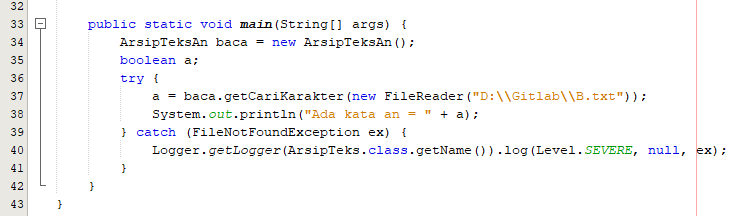 32
33 public static void main(String[] args) {
34 ArsipTeksAn baca = new ArsipTeksAn();
35 boolean a;
36 try {
37 a = baca.getCariKarakter(new FileReader("D:\\Gitlab\\B.txt"));
38 System.out.println("Ada kata an = " + a);
39 } catch (FileNotFoundException ex) {
40 Logger.getLogger(ArsipTeks.class.getName()).log(Level.SEVERE, null, ex);
41 }
42 }
43 }